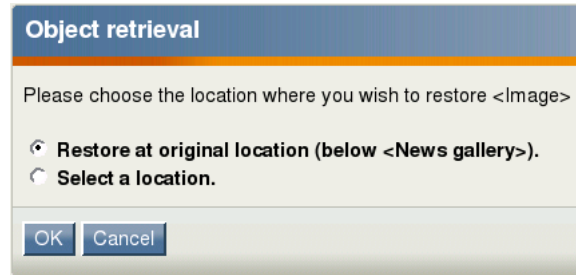 Object retrieval
Please choose the location where you wish to restore <Image>
Restore at original location (below <News gallery>).
Select a location.
OK Cancel